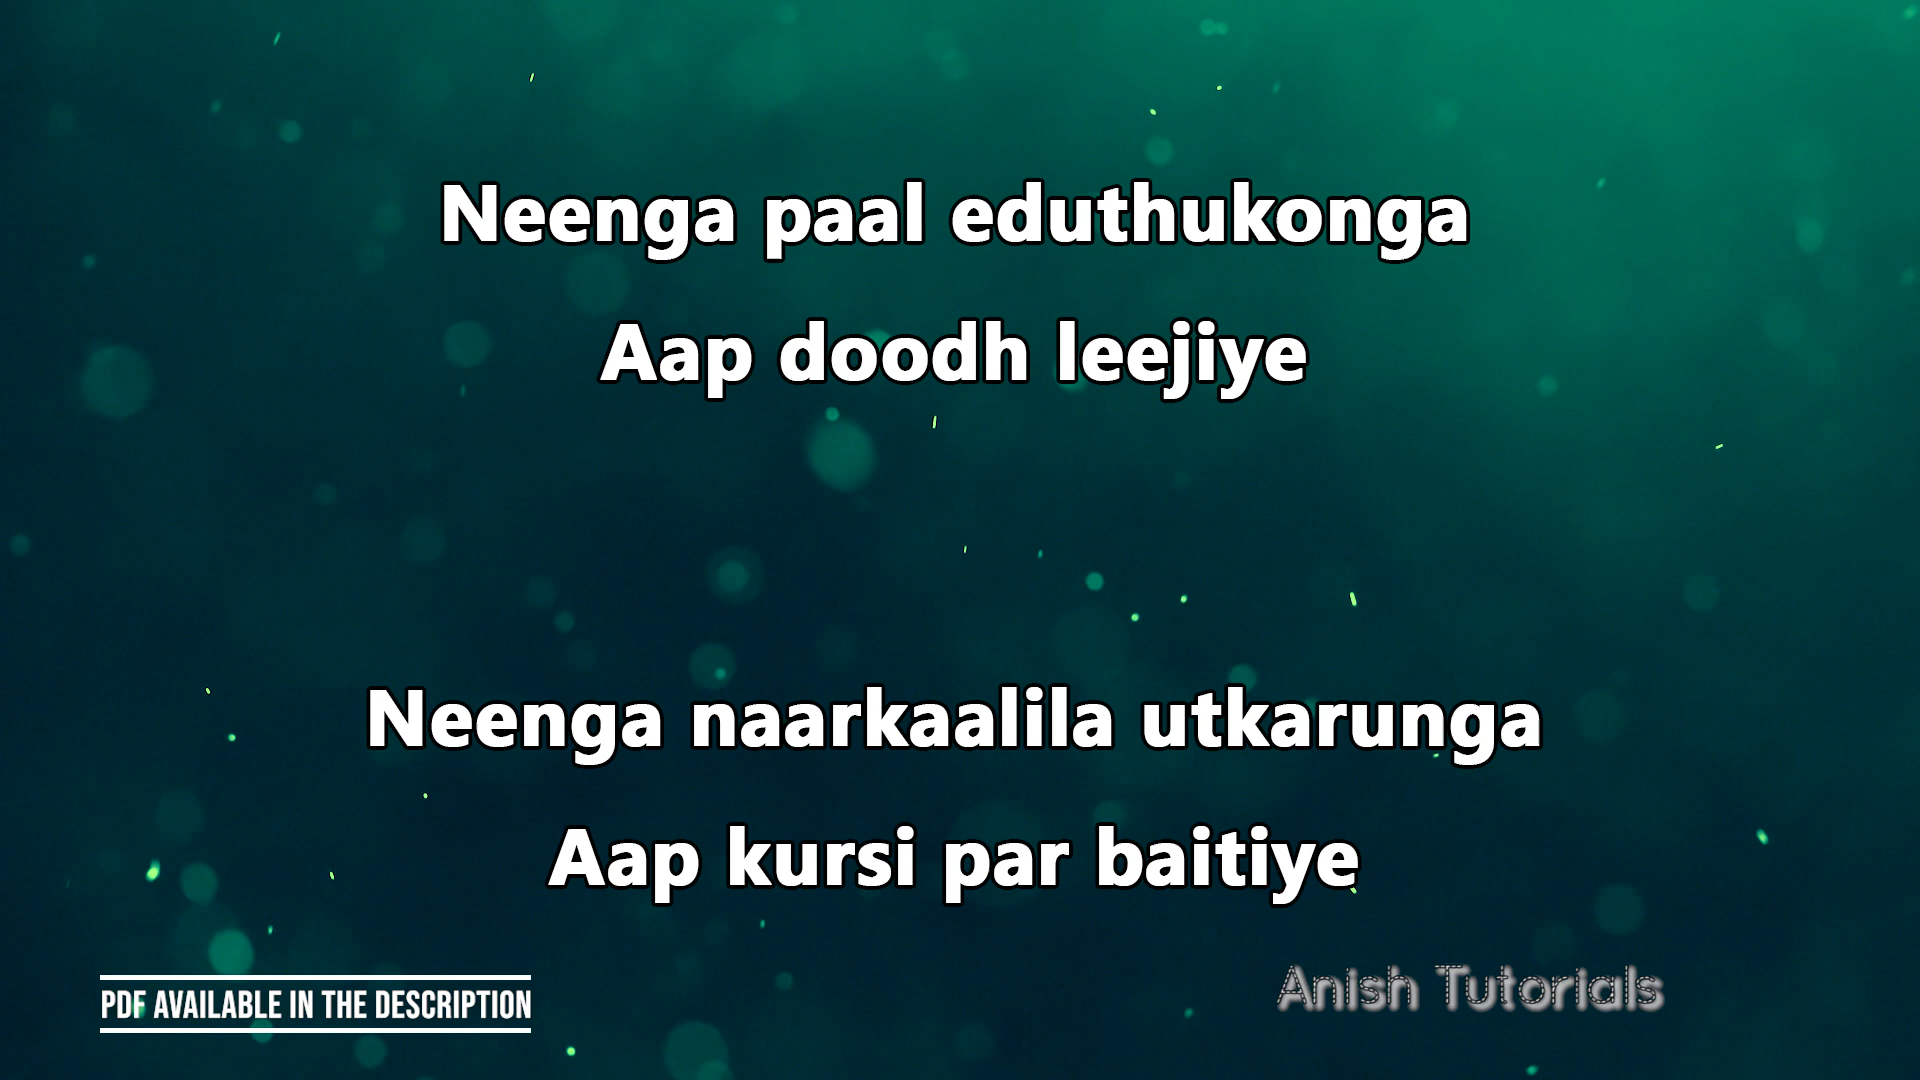 Neenga paal eduthukonga
Aap doodh leejiye
Neenga naarkaalila utkarunga
Aap kursi par baitiye
PDF AVAILABLE IN THE DESCRIPTION
Anish Tutorials